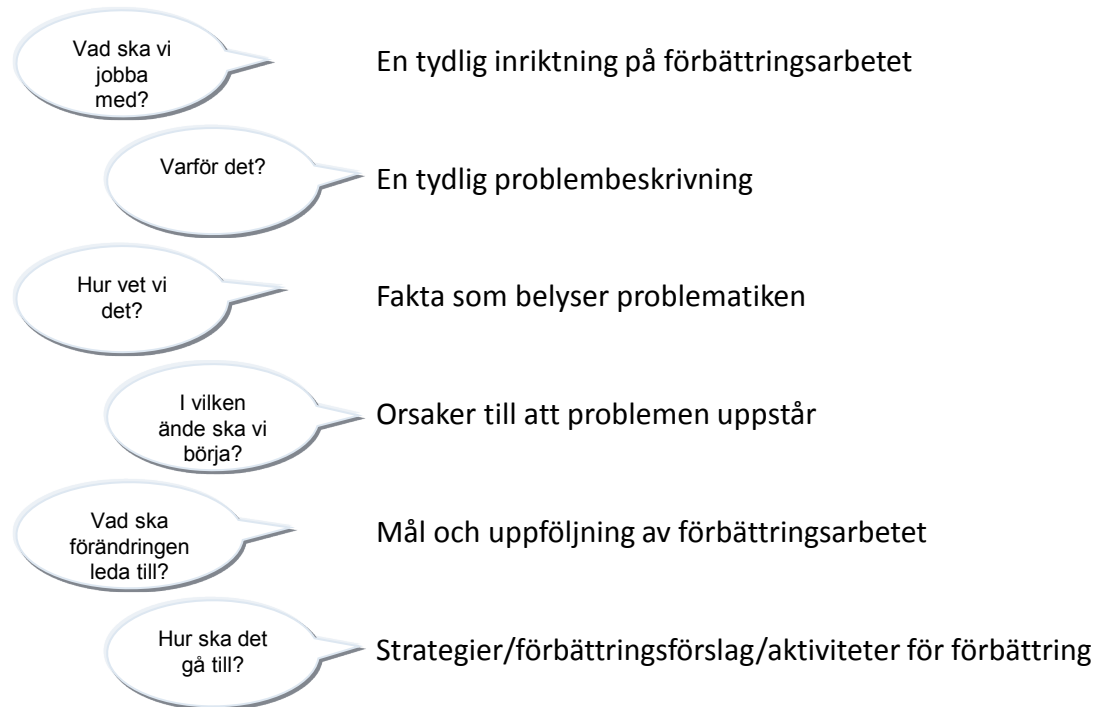 Vad ska vi
jobba
med?
En tydlig inriktning på förbättringsarbetet
Varför det?
En tydlig problembeskrivning
Hur vet vi
det?
Fakta som belyser problematiken
I vilken
ände ska vi
börja?
Orsaker till att problemen uppstår
Vad ska
förändringen
leda till?
Mål och uppföljning av förbättringsarbetet
Hur ska det
gå till?
Strategier/förbättringsförslag/aktiviteter för förbättring